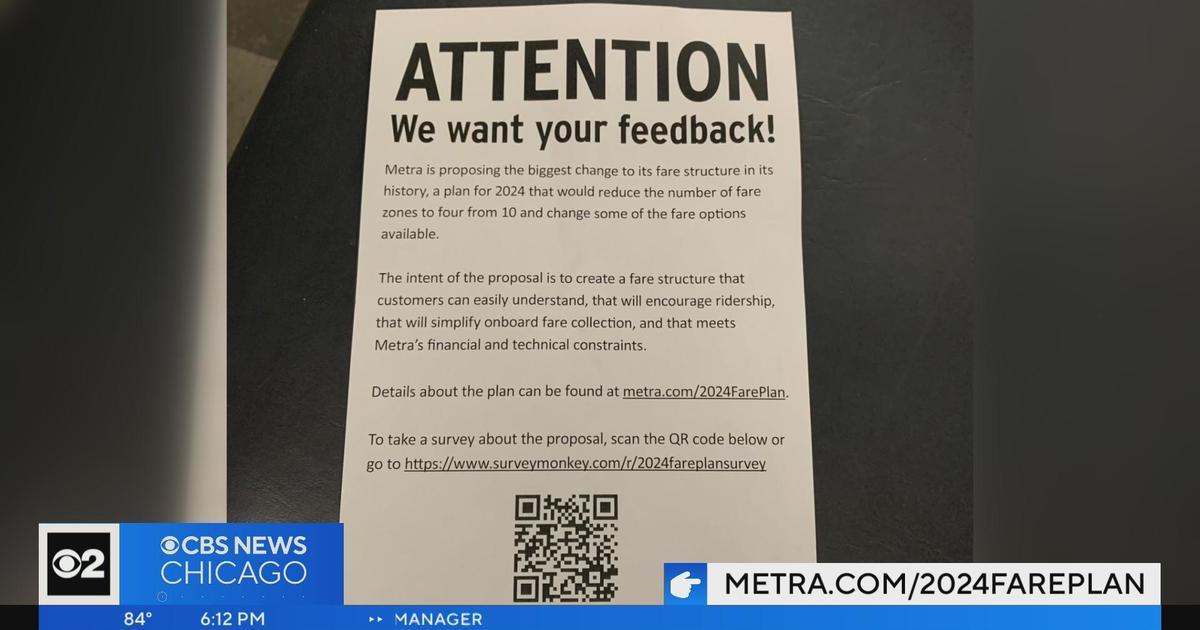 ATTENTION
We want your feedback!
Metra is proposing the biggest change to its fare structure in its
history, a plan for 2024 that would reduce the number of fare
zones to four from 10 and change some of the fare options
available.
The intent of the proposal is to create a fare structure that
customers can easily understand, that will encourage ridership,
that will simplify onboard fare collection, and that meets
Metra's financial and technical constraints.
Details about the plan can be found at metra.com/2024FarePlan.
To take a survey about the proposal, scan the QR code below or
go to https://www.surveymonkey.com/r/2024fareplansurvey
2
CBS NEWS
CHICAGO
METRA.COM/2024FAREPLAN
84° 6:12 PM MANAGER